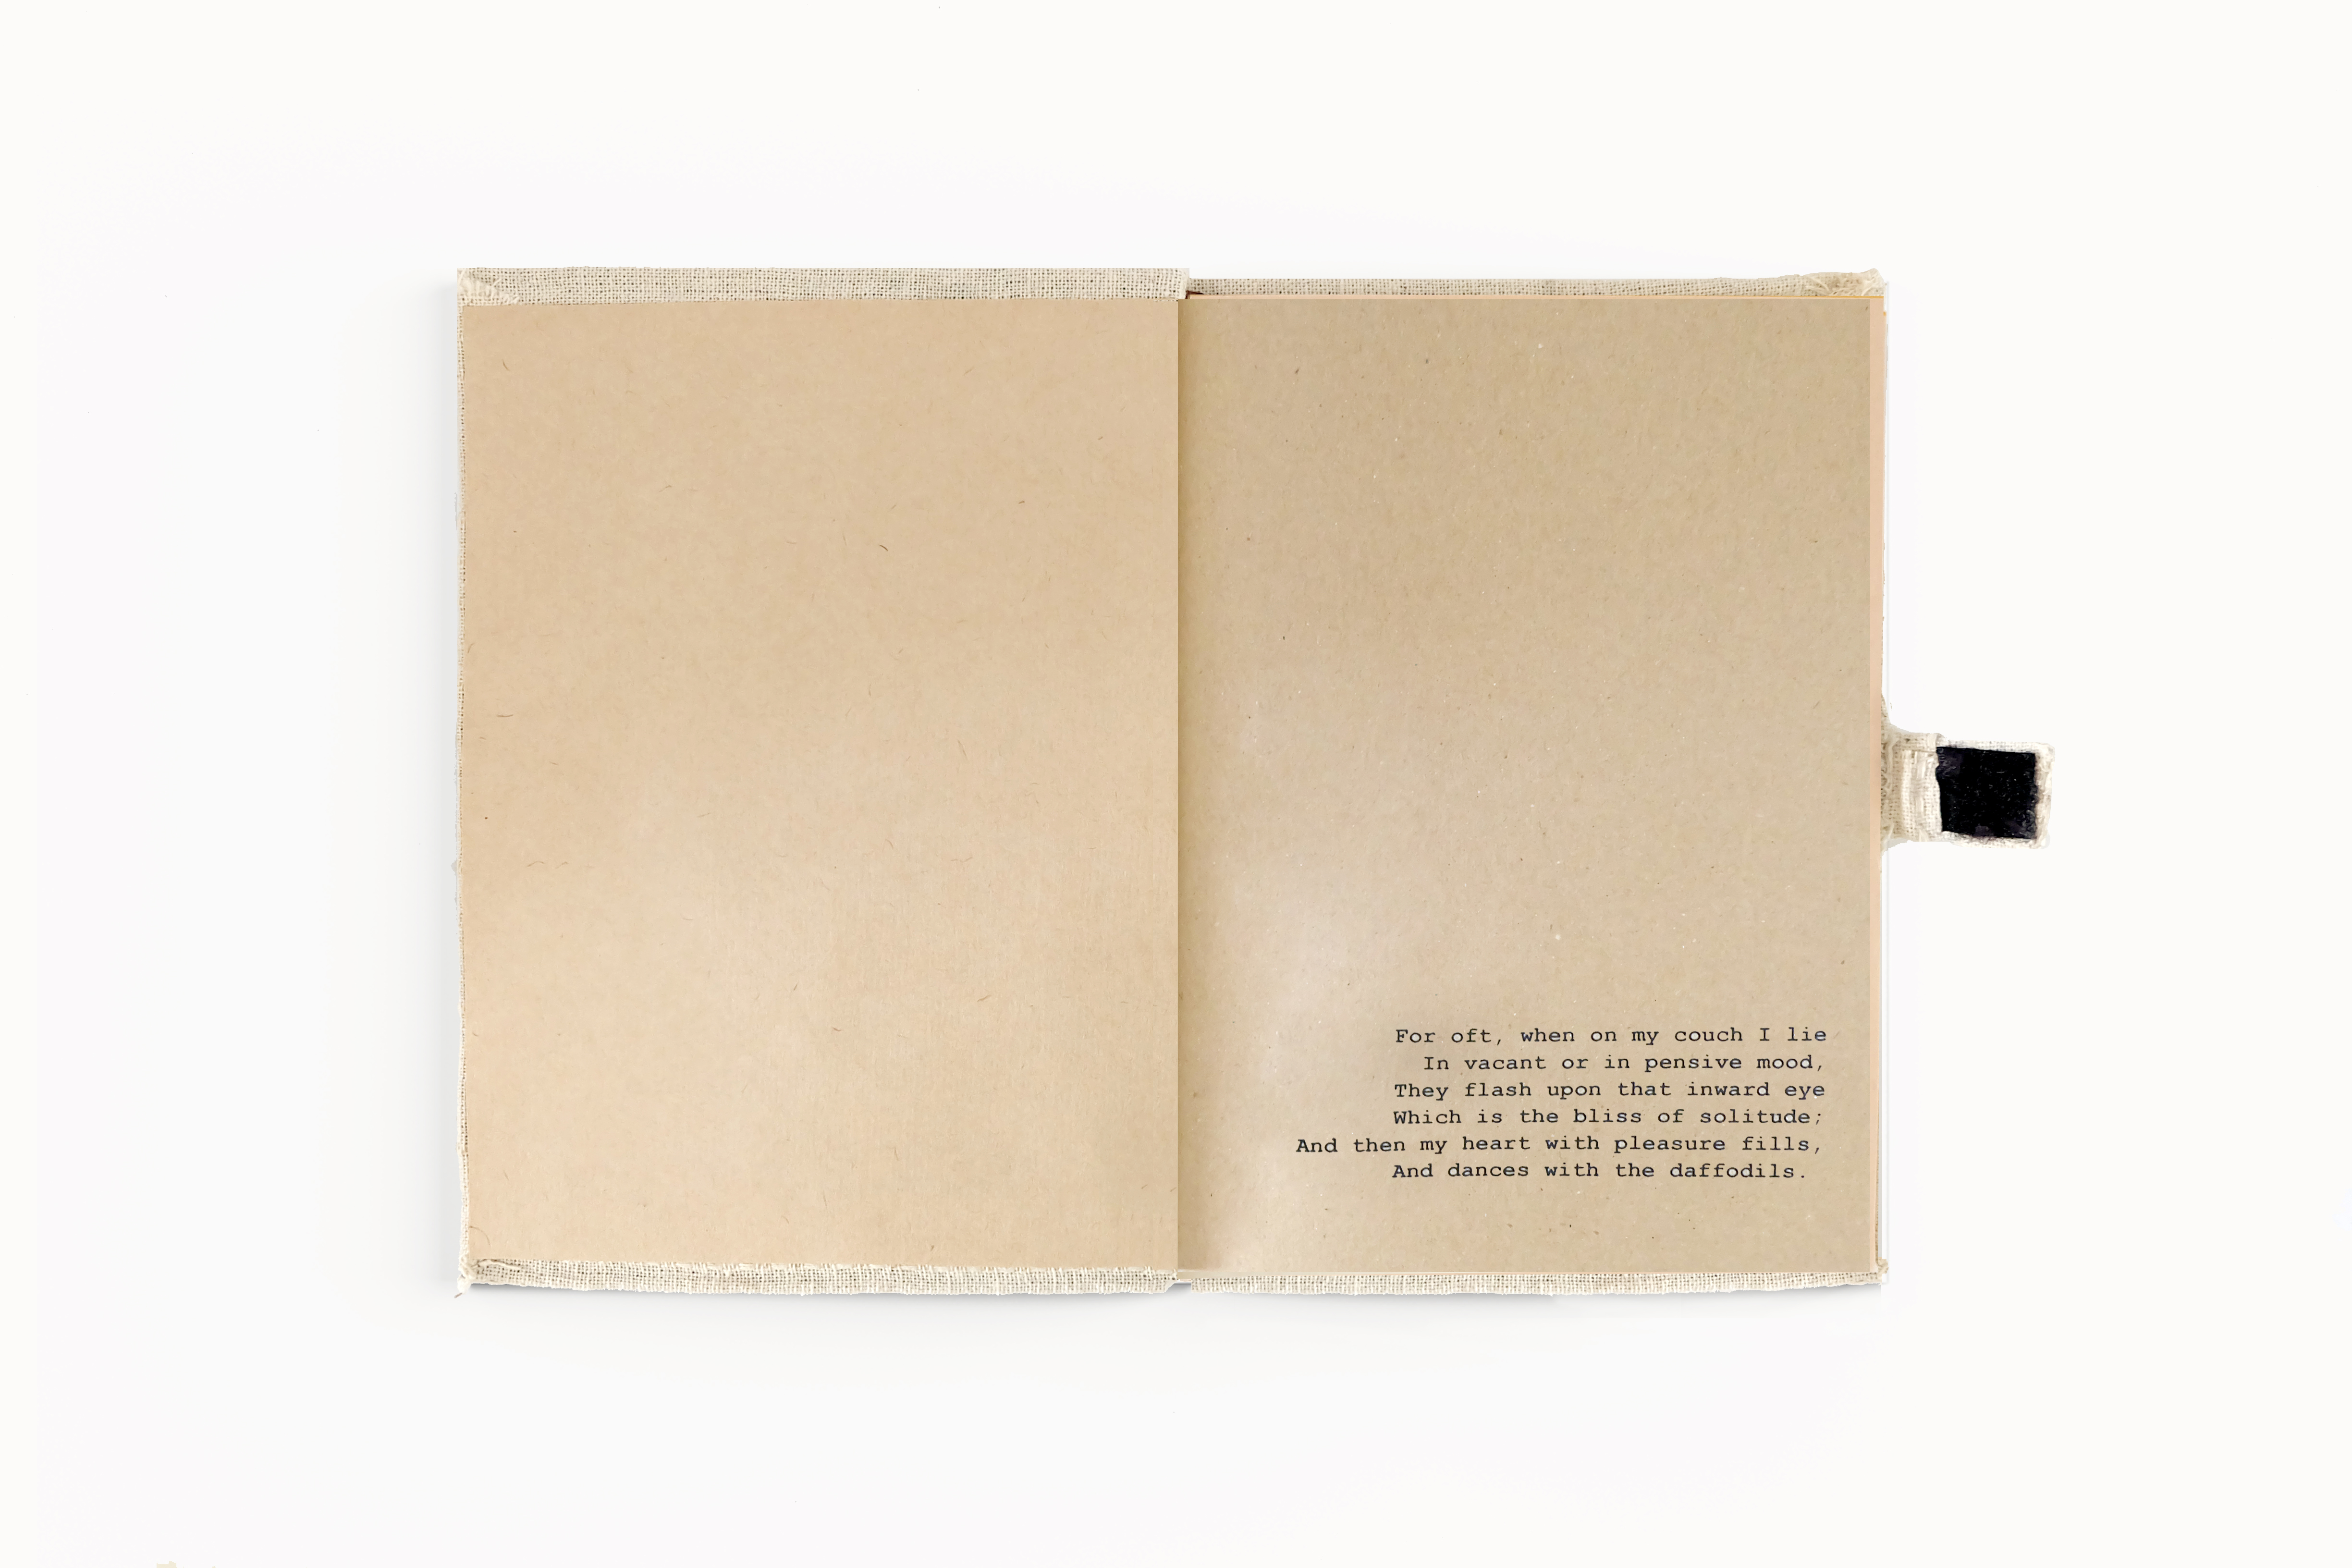 For oft, when on my couch I lie
In vacant or in pensive mood,
They flash upon that inward eye
Which is the bliss of solitude;
And then my heart with pleasure fills,
And dances with the daffodils.